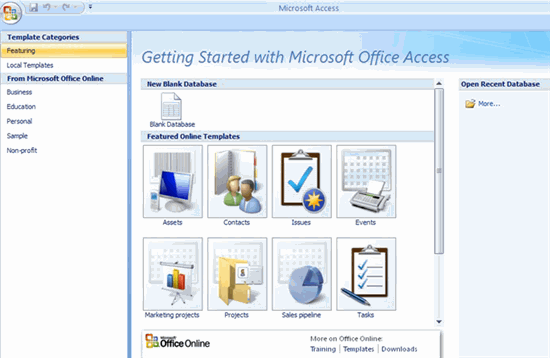 Microsoft Access
Template Categories
Featuring
Local Templates
From Microsoft Office Online
Business
Education
Personal
Sample
Non-profit
Getting Started with Microsoft Office Access
New Blank Database
Blank Database
Featured Online Templates
Assets
Contacts
Issues
Events
Marketing projects
Projects
Sales pipeline
Tasks
Microsoft
Office Online
More on Office Online:
Training | Templates | Downloads
Open Recent Database
More...